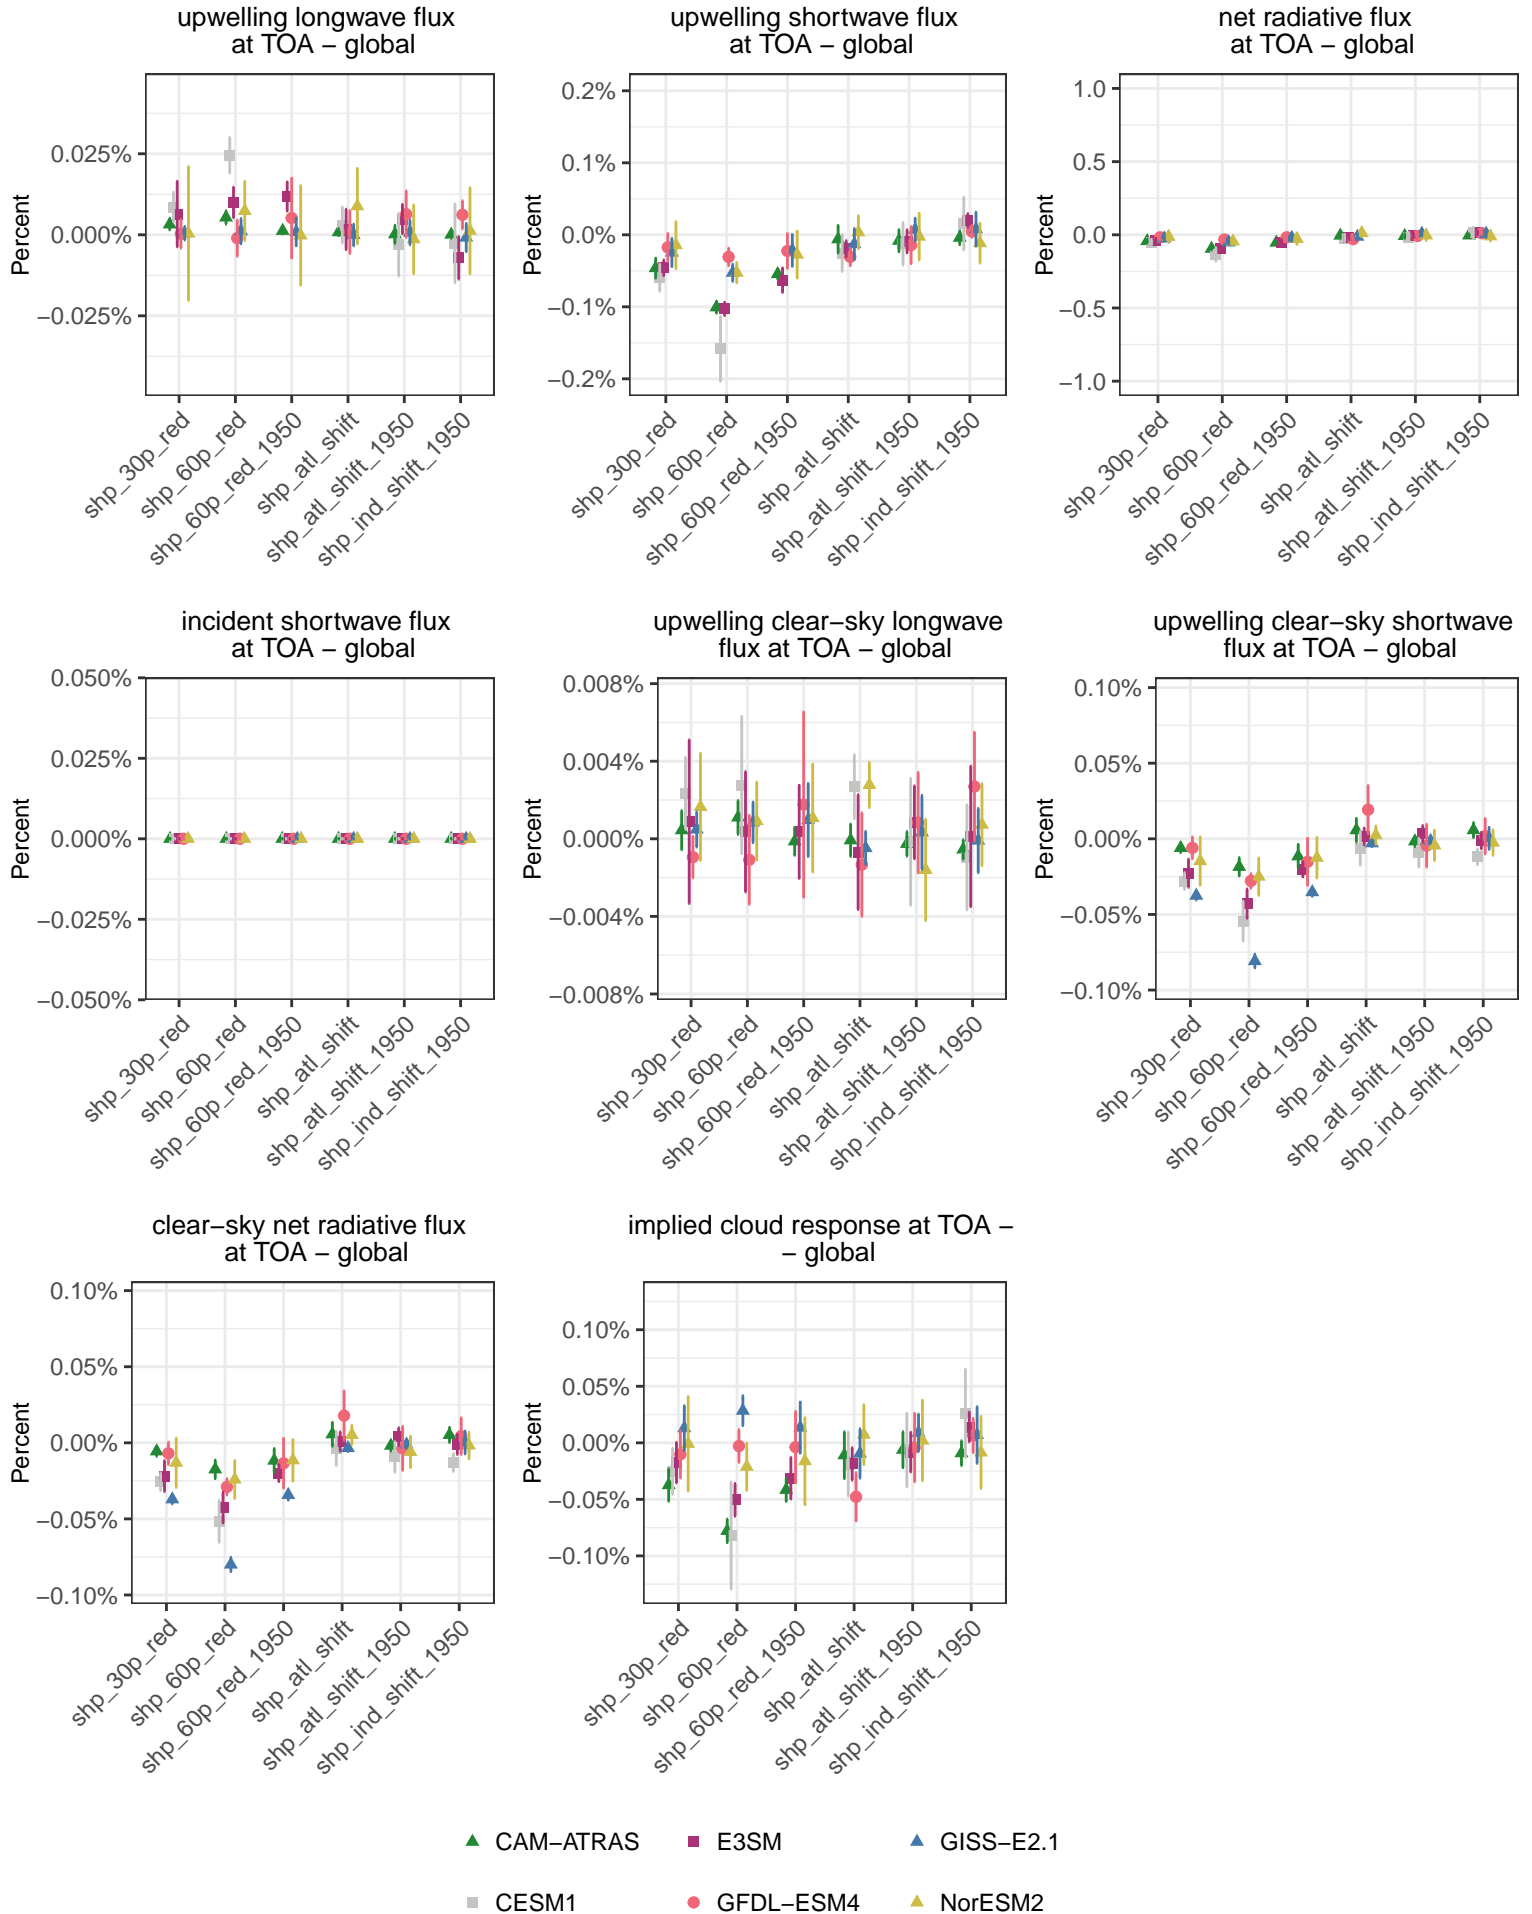 upwelling longwave flux
at TOA − global
upwelling shortwave flux
at TOA − global
net radiative flux
at TOA − global
Percent
0.025%
0.000%
−0.025%
shp_30p_red
shp_60p_red
shp_60p_red_1950
shp_atl_shift
shp_atl_shift_1950
shp_ind_shift_1950
Percent
0.2%
0.1%
0.0%
−0.1%
−0.2%
shp_30p_red
shp_60p_red
shp_60p_red_1950
shp_atl_shift
shp_atl_shift_1950
shp_ind_shift_1950
Percent
1.0
0.5
0.0
−0.5
−1.0
shp_30p_red
shp_60p_red
shp_60p_red_1950
shp_atl_shift
shp_atl_shift_1950
shp_ind_shift_1950
incident shortwave flux
at TOA − global
upwelling clear−sky longwave
flux at TOA − global
upwelling clear−sky shortwave
flux at TOA − global
Percent
0.050%
0.025%
0.000%
−0.025%
−0.050%
shp_30p_red
shp_60p_red
shp_60p_red_1950
shp_atl_shift
shp_atl_shift_1950
shp_ind_shift_1950
Percent
0.008%
0.004%
0.000%
−0.004%
−0.008%
shp_30p_red
shp_60p_red
shp_60p_red_1950
shp_atl_shift
shp_atl_shift_1950
shp_ind_shift_1950
Percent
0.10%
0.05%
0.00%
−0.05%
−0.10%
shp_30p_red
shp_60p_red
shp_60p_red_1950
shp_atl_shift
shp_atl_shift_1950
shp_ind_shift_1950
clear−sky net radiative flux
at TOA − global
implied cloud response at TOA −
− global
Percent
0.10%
0.05%
0.00%
−0.05%
−0.10%
shp_30p_red
shp_60p_red
shp_60p_red_1950
shp_atl_shift
shp_atl_shift_1950
shp_ind_shift_1950
Percent
0.10%
0.05%
0.00%
−0.05%
−0.10%
shp_30p_red
shp_60p_red
shp_60p_red_1950
shp_atl_shift
shp_atl_shift_1950
shp_ind_shift_1950
CAM−ATRAS
E3SM
GISS−E2.1
CESM1
GFDL−ESM4
NorESM2